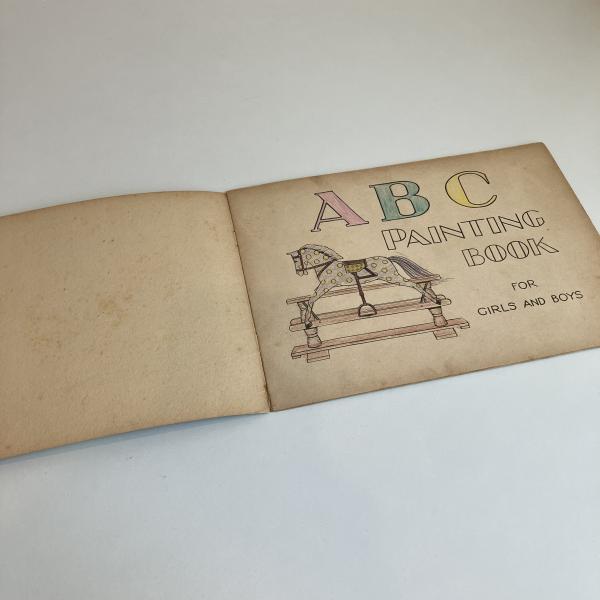 ABC
PAINTING
BOOK
FOR
GIRLS AND BOYS